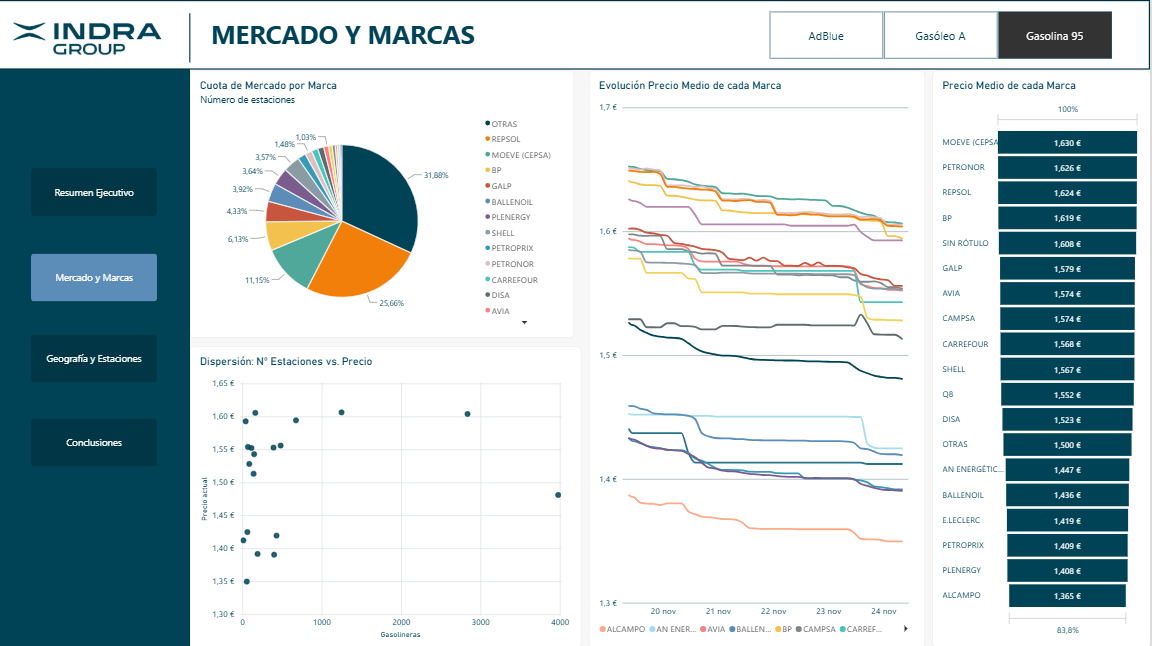 INDRA
GROUP
MERCADO Y MARCAS
AdBlue
Gasóleo A
Gasolina 95
Resumen Ejecutivo
Mercado y Marcas
Geografía y Estaciones
Conclusiones
Cuota de Mercado por Marca
Número de estaciones
31,88%
25,66%
11,15%
6,13%
4,33%
3,92%
3,64%
3,57%
1,48%
1,03%
OTRAS
REPSOL
MOEVE (CEPSA)
BP
GALP
BALLENOIL
PLENERGY
SHELL
PETROPRIX
PETRONOR
CARREFOUR
DISA
AVIA
Dispersión: Nº Estaciones vs. Precio
Precio actual
1,65 €
1,60 €
1,55 €
1,50 €
1,45 €
1,40 €
1,35 €
1,30 €
0
1000
2000
3000
4000
Gasolineras
Evolución Precio Medio de cada Marca
1,7 €
1,6 €
1,5 €
1,4 €
1,3 €
20 nov
21 nov
22 nov
23 nov
24 nov
ALCAMPO
AN ENER...
AVIA
BALLEN...
BP
CAMPSA
CARREF...
Precio Medio de cada Marca
100%
MOEVE (CEPSA 1,630 €
PETRONOR 1,626 €
REPSOL 1,624 €
BP 1,619 €
SIN RÓTULO 1,608 €
GALP 1,579 €
AVIA 1,574 €
CAMPSA 1,574 €
CARREFOUR 1,568 €
SHELL 1,567 €
Q8 1,552 €
DISA 1,523 €
OTRAS 1,500 €
AN ENERGÉTIC... 1,447 €
BALLENOIL 1,436 €
E.LECLERC 1,419 €
PETROPRIX 1,409 €
PLENERGY 1,408 €
ALCAMPO 1,365 €
83,8%